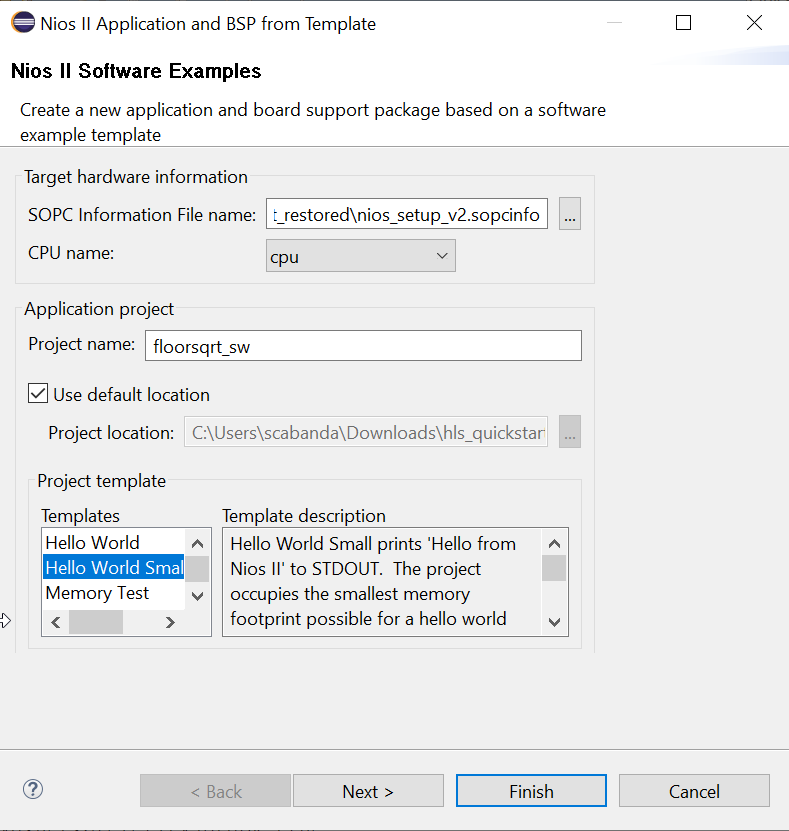 Nios II Application and BSP from Template
Nios II Software Examples
Create a new application and board support package based on a software
example template
Target hardware information
SOPC Information File name: t_restored\nios_setup_v2.sopcinfo ...
CPU name: cpu
Application project
Project name: floorsqrt_sw
Use default location
Project location: C:\Users\scabanda\Downloads\hls_quickstar ...
Project template
Templates
Hello World
Hello World Smal
Memory Test
Template description
Hello World Small prints 'Hello from
Nios II' to STDOUT.  The project
occupies the smallest memory
footprint possible for a hello world
? < Back Next > Finish Cancel